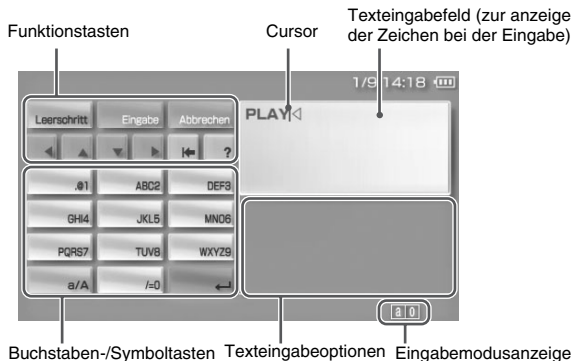 Texteingabefeld (zur anzeige
der Zeichen bei der Eingabe)
Funktionstasten
Cursor
1/9 14:18
Leerschritt
Eingabe
Abbrechen
PLAY
?
.@1
ABC2
DEF3
GHI4
JKL5
MNO6
PQRS7
TUV8
WXYZ9
a/A
/=0
a 0
Buchstaben-/Symboltasten
Texteingabeoptionen
Eingabemodusanzeige